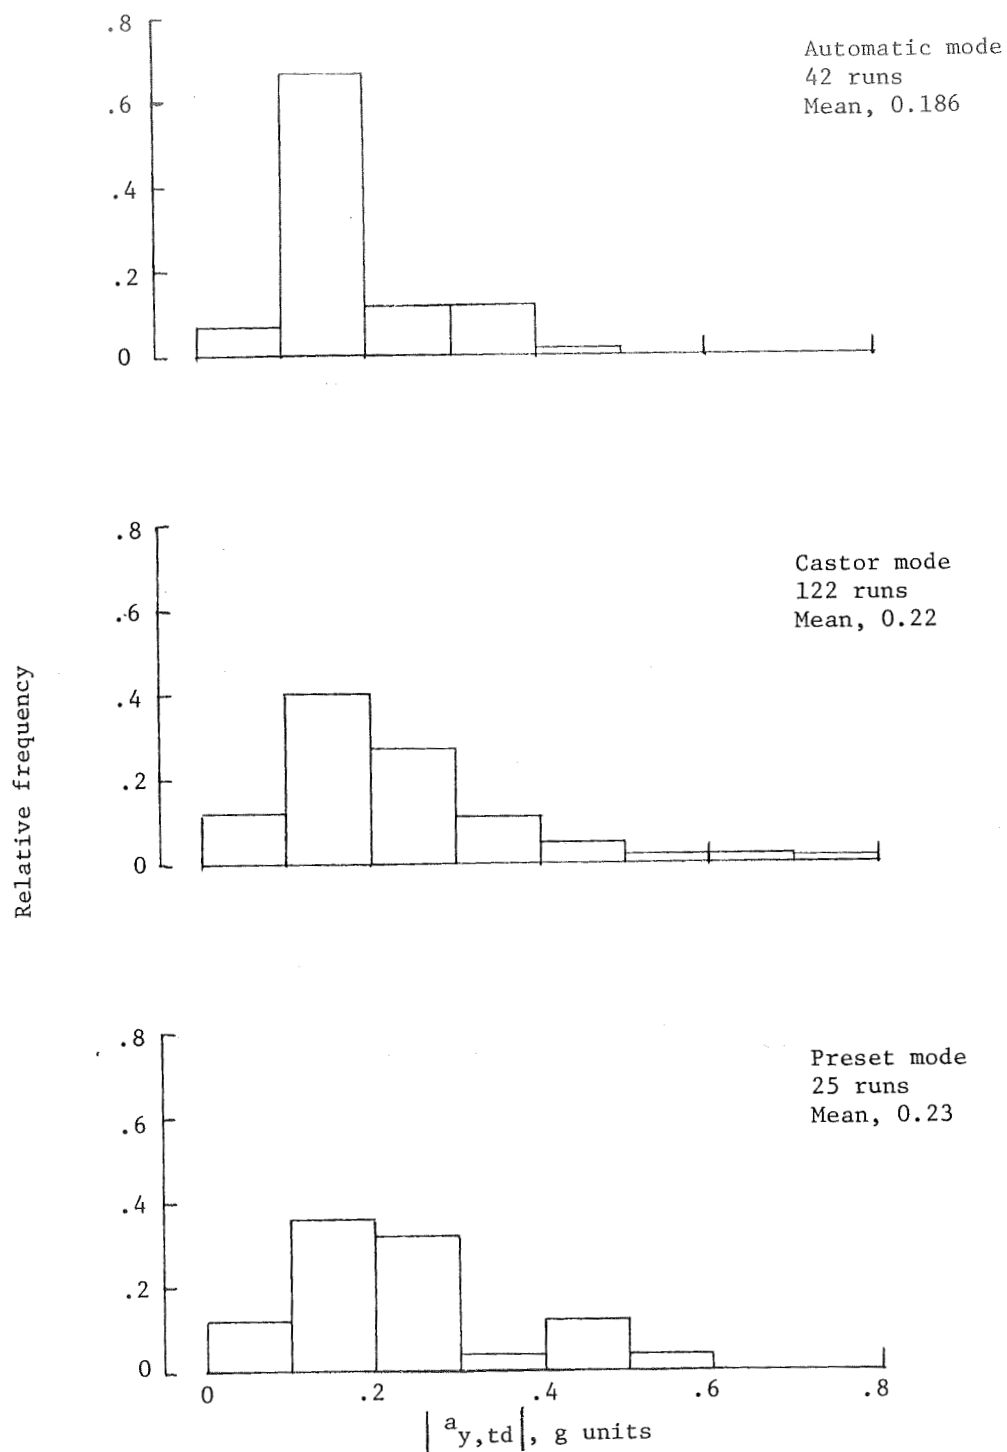 .8
.6
.4
.2
0
Automatic mode
42 runs
Mean, 0.186
.8
.6
.4
.2
0
Castor mode
122 runs
Mean, 0.22
Relative frequency
.8
.6
.4
.2
0
Preset mode
25 runs
Mean, 0.23
0 .2 .4 .6 .8
|a y,td|, g units